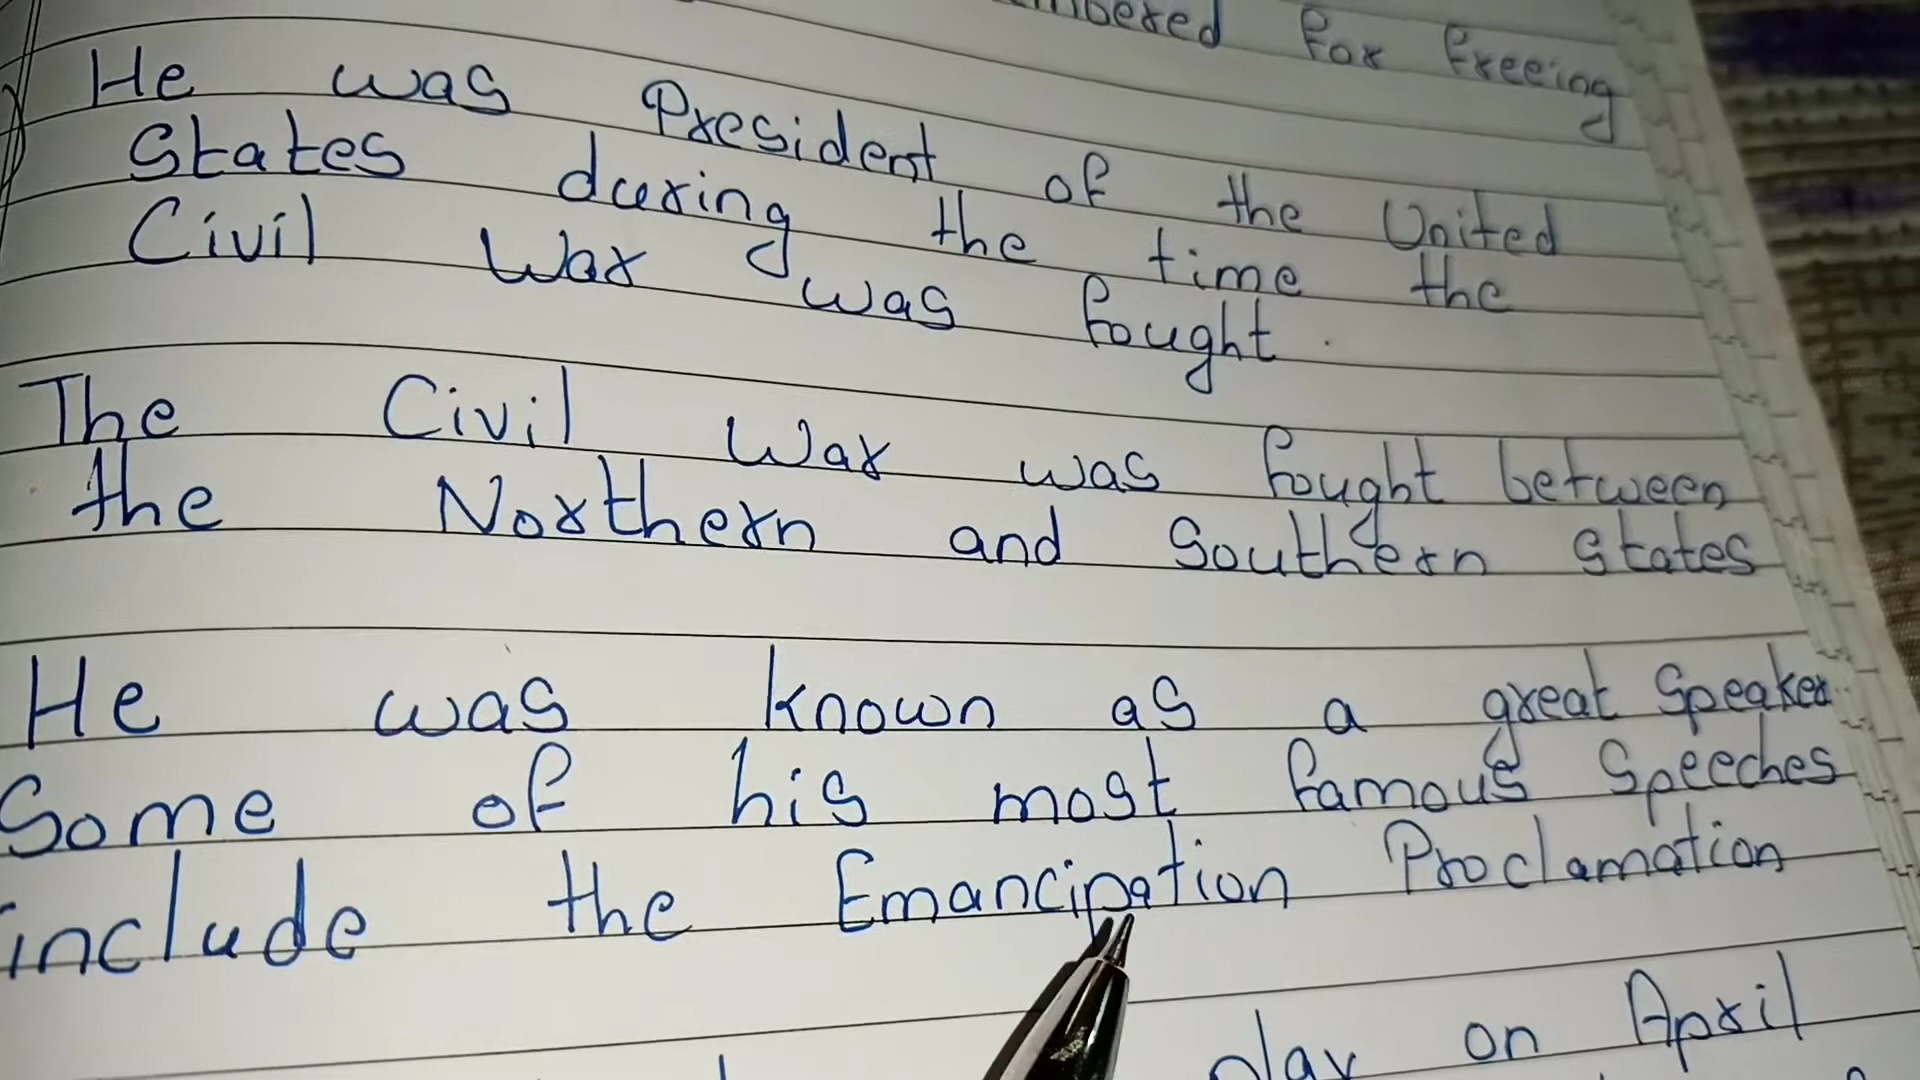 for freeing
He was President of the United
States during the time the
Civil War was fought.
The Civil War was fought between
the Northern and Southern states
He was known as a great Speaker
Some of his most famous Speeches
include the Emancipation Proclamation
on April